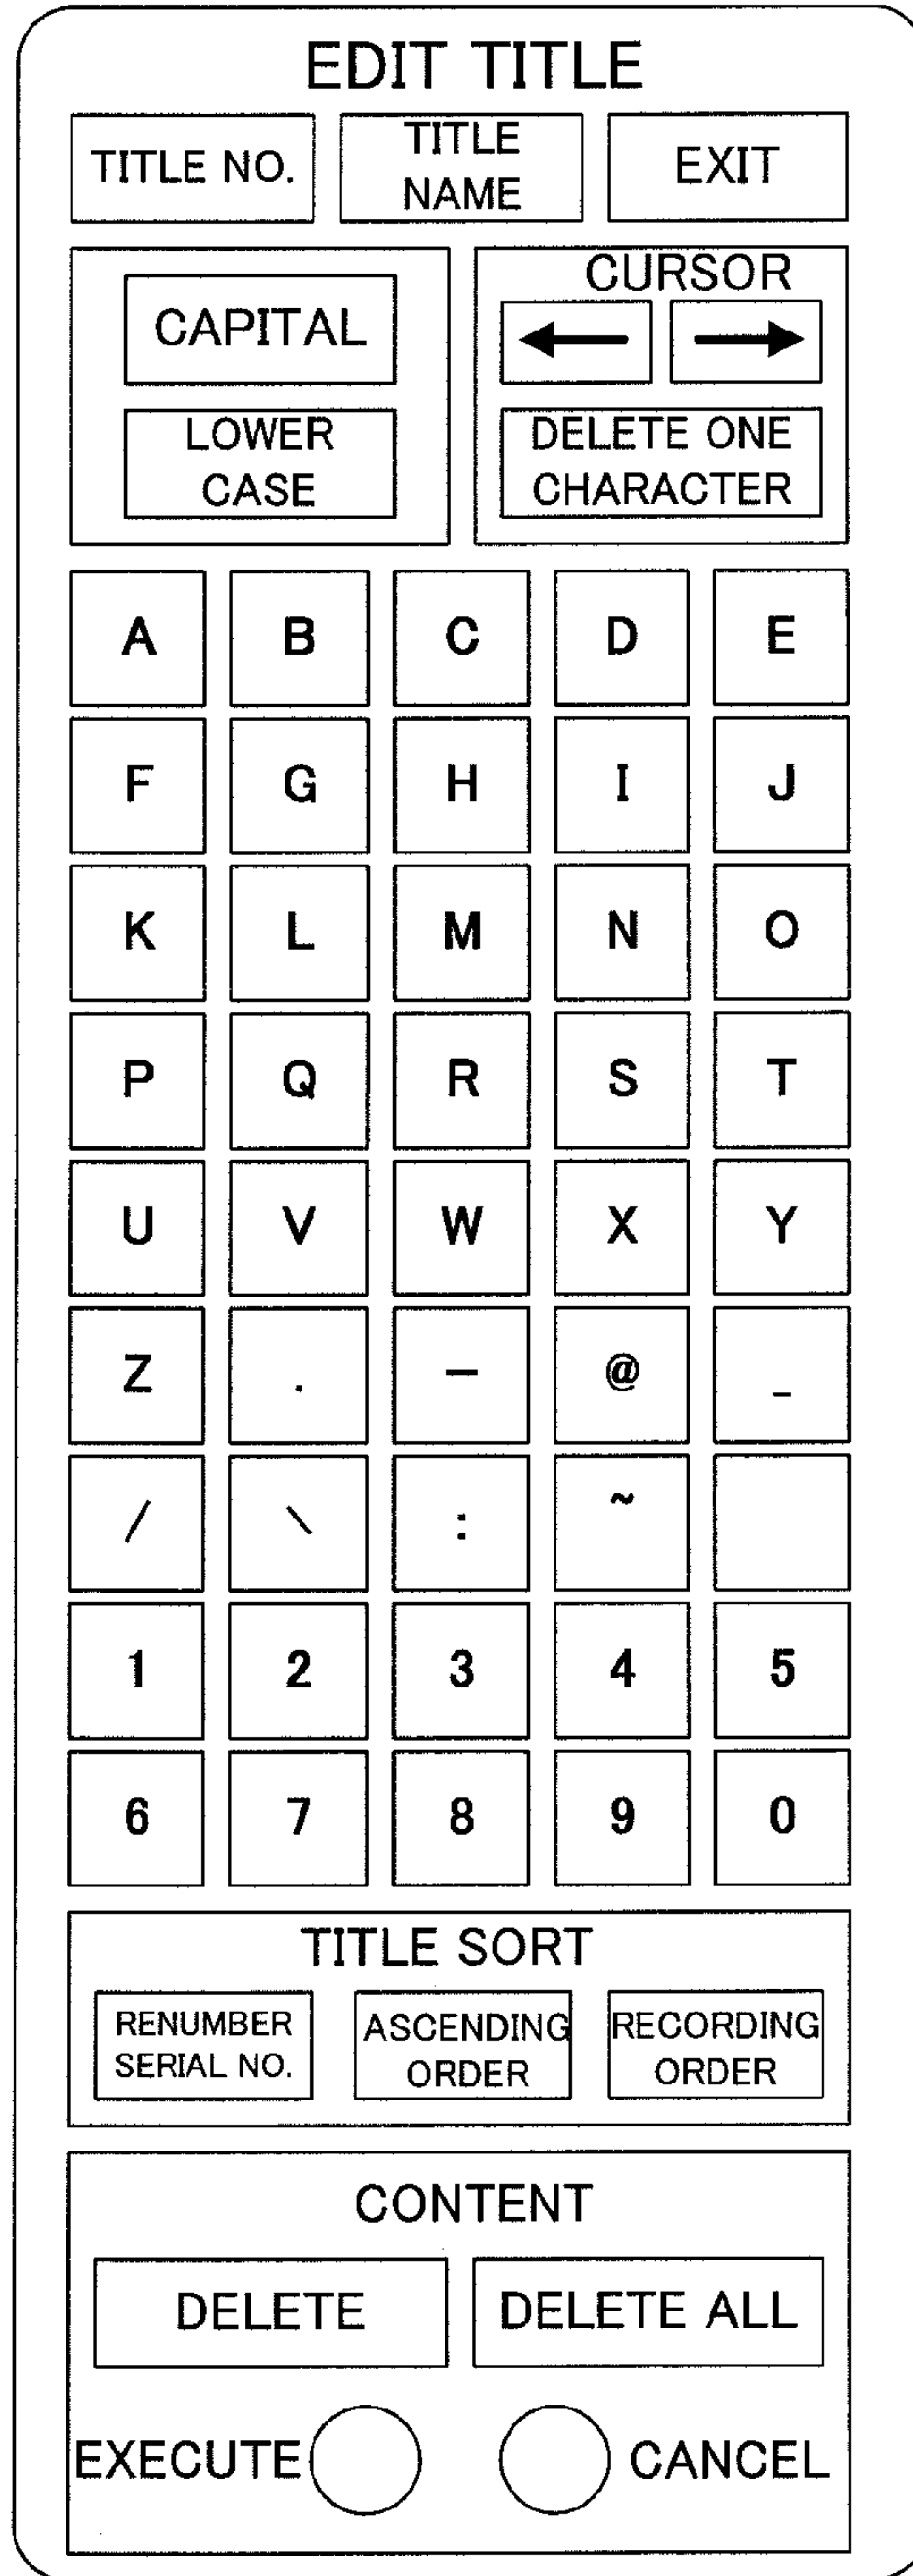 EDIT TITLE
TITLE NO.
TITLE
NAME
EXIT
CAPITAL
LOWER
CASE
CURSOR
← →
DELETE ONE
CHARACTER
A B C D E
F G H I J
K L M N O
P Q R S T
U V W X Y
Z . — @ _
/ \ : ~
1 2 3 4 5
6 7 8 9 0
TITLE SORT
RENUMBER
SERIAL NO.
ASCENDING
ORDER
RECORDING
ORDER
CONTENT
DELETE
DELETE ALL
EXECUTE
CANCEL